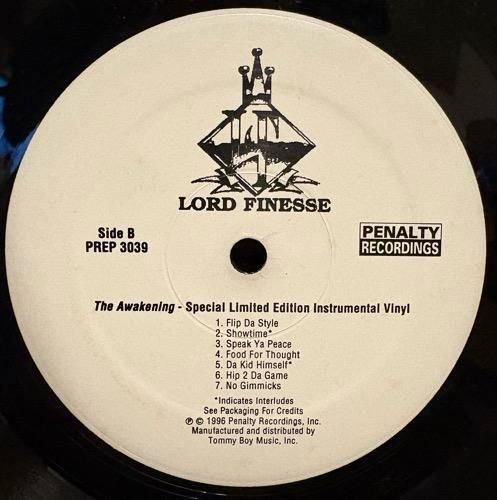 LF
LORD FINESSE
Side B
PREP 3039
PENALTY
RECORDINGS
The Awakening - Special Limited Edition Instrumental Vinyl
1. Flip Da Style
2. Showtime*
3. Speak Ya Peace
4. Food For Thought
5. Da Kid Himself*
6. Hip 2 Da Game
7. No Gimmicks
*Indicates Interludes
See Packaging For Credits
℗ © 1996 Penalty Recordings, Inc.
Manufactured and distributed by
Tommy Boy Music, Inc.